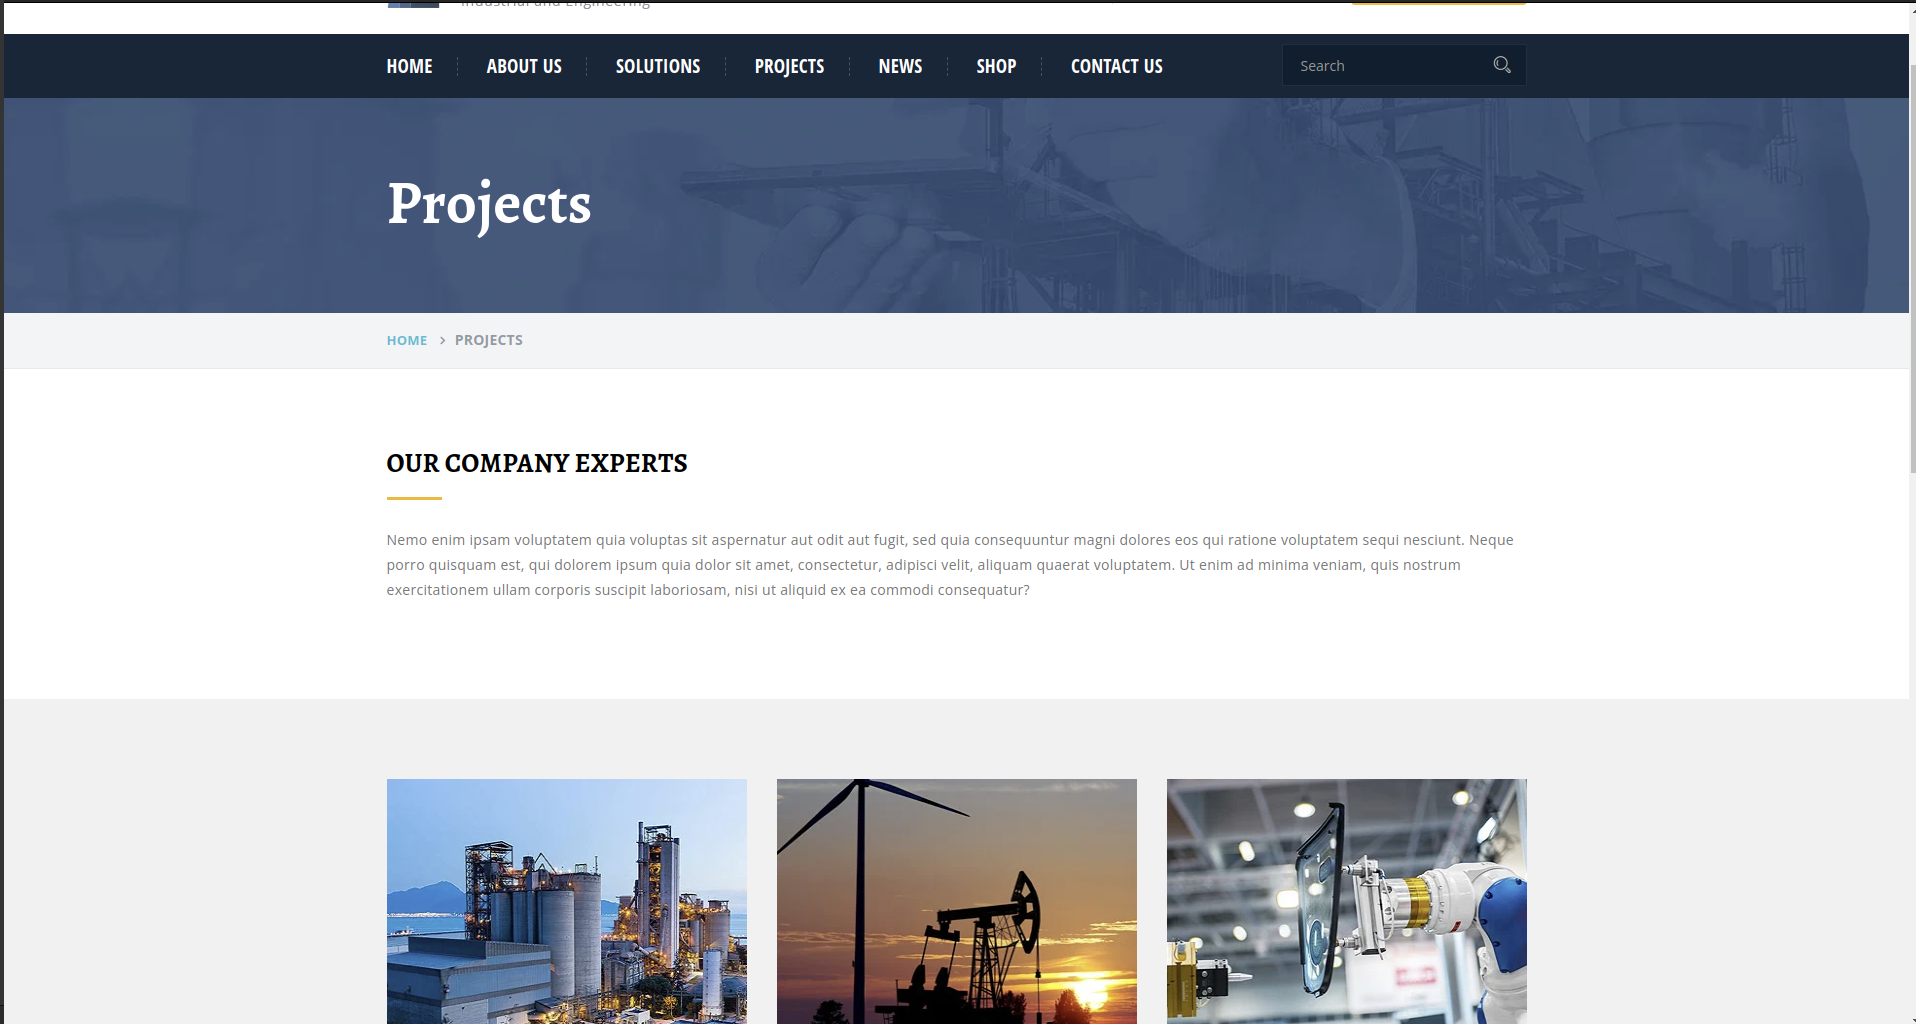 Industrial and Engineering
HOME ABOUT US SOLUTIONS PROJECTS NEWS SHOP CONTACT US Search
Projects
HOME > PROJECTS
OUR COMPANY EXPERTS
Nemo enim ipsam voluptatem quia voluptas sit aspernatur aut odit aut fugit, sed quia consequuntur magni dolores eos qui ratione voluptatem sequi nesciunt. Neque
porro quisquam est, qui dolorem ipsum quia dolor sit amet, consectetur, adipisci velit, aliquam quaerat voluptatem. Ut enim ad minima veniam, quis nostrum
exercitationem ullam corporis suscipit laboriosam, nisi ut aliquid ex ea commodi consequatur?